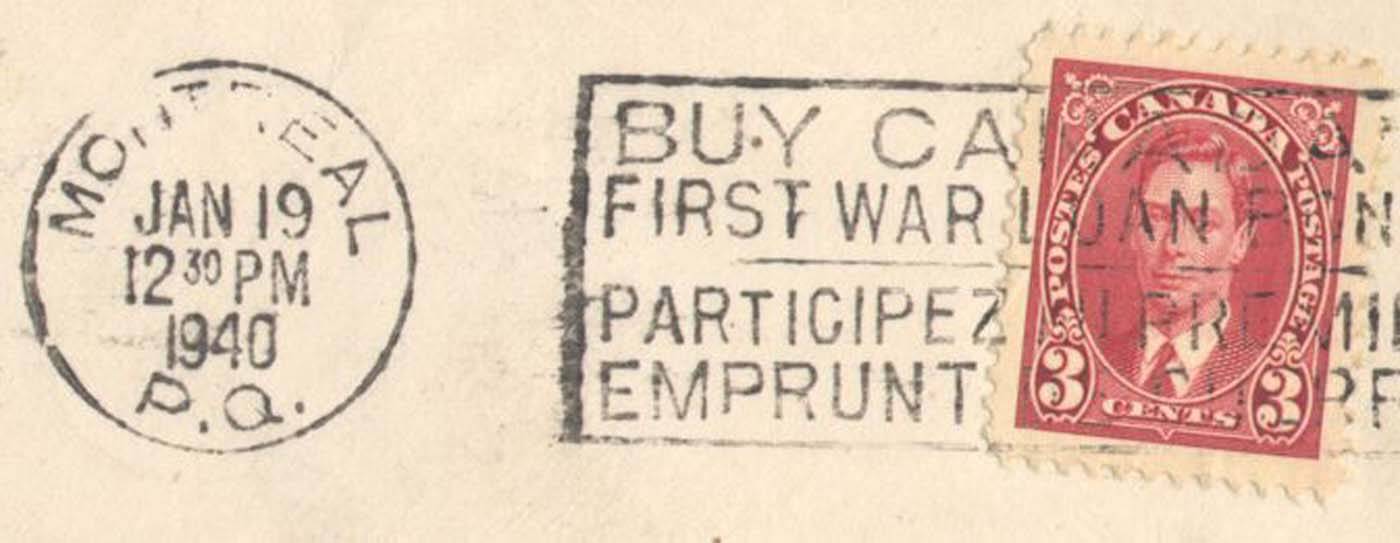 MONTREAL
JAN 19
12 30 PM
1940
P.Q.
BUY
FIRST WAR LOAN
PARTICIPEZ
EMPRUNT
CANADA
POSTES
POSTAGE
3 3
CENTS